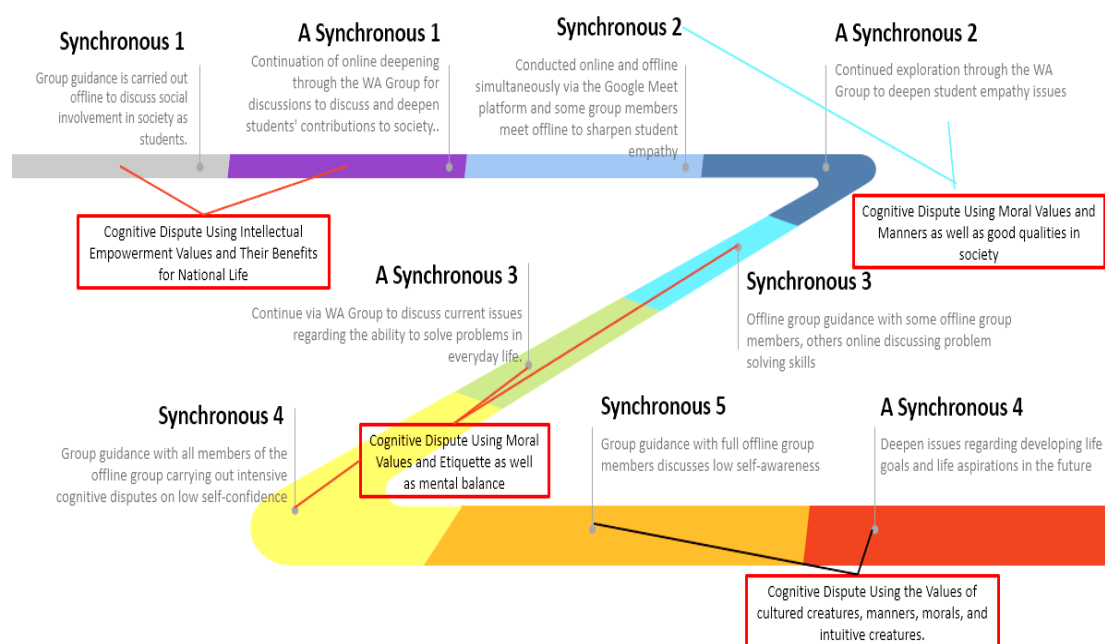 Synchronous 1
Group guidance is carried out
offline to discuss social
involvement in society as
students.
A Synchronous 1
Continuation of online deepening
through the WA Group for
discussions to discuss and deepen
students' contributions to society..
Synchronous 2
Conducted online and offline
simultaneously via the Google Meet
platform and some group members
meet offline to sharpen student
empathy
A Synchronous 2
Continued exploration through the WA
Group to deepen student empathy issues
Cognitive Dispute Using Intellectual
Empowerment Values and Their Benefits
for National Life
Cognitive Dispute Using Moral Values and
Manners as well as good qualities in
society
A Synchronous 3
Continue via WA Group to discuss current issues
regarding the ability to solve problems in
everyday life.
Synchronous 3
Offline group guidance with some offline group
members, others online discussing problem
solving skills
Synchronous 4
Group guidance with all members of the
offline group carrying out intensive
cognitive disputes on low self-confidence
Cognitive Dispute Using Moral
Values and Etiquette as well
as mental balance
Synchronous 5
Group guidance with full offline group
members discusses low self-awareness
A Synchronous 4
Deepen issues regarding developing life
goals and life aspirations in the future
Cognitive Dispute Using the Values of
cultured creatures, manners, morals, and
intuitive creatures.